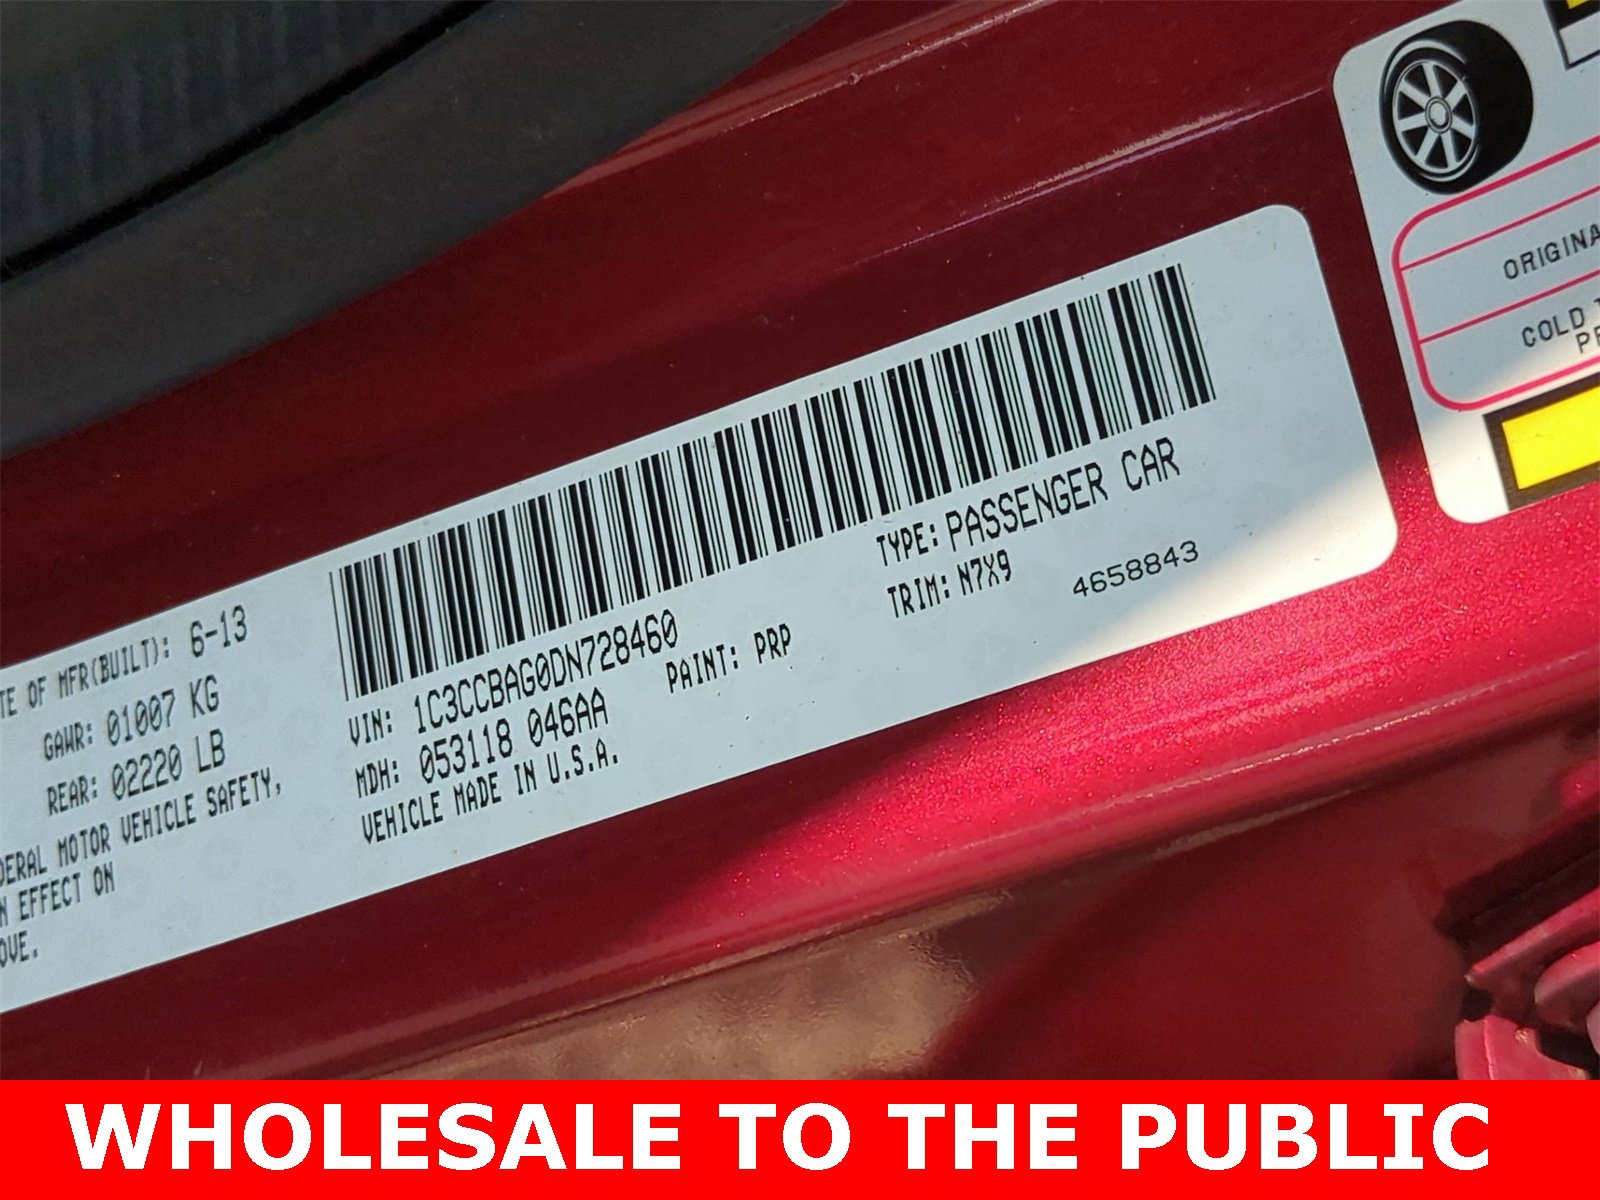 TE OF MFR(BUILT): 6-13
GAWR: 01007 KG
REAR: 02220 LB
DERAL MOTOR VEHICLE SAFETY,
N EFFECT ON
OVE.
VIN: 1C3CCBAG0DN728460
MDH: 053118 046AA
VEHICLE MADE IN U.S.A.
PAINT: PRP
TYPE: PASSENGER CAR
TRIM: N7X9
4658843
ORIGINA
COLD T
PR
WHOLESALE TO THE PUBLIC